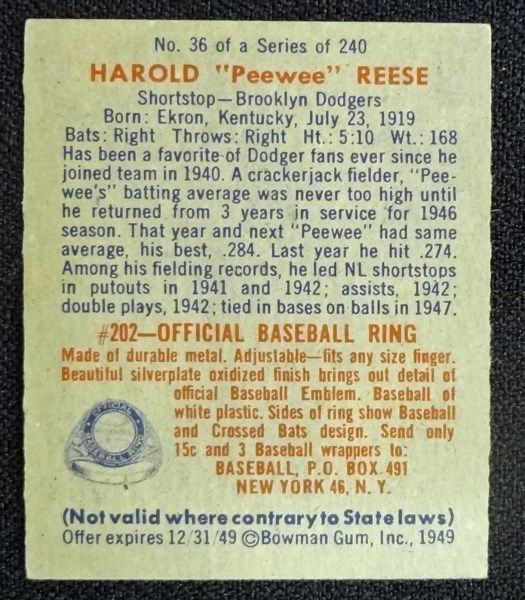 No. 36 of a Series of 240
HAROLD "Peewee" REESE
Shortstop—Brooklyn Dodgers
Born: Ekron, Kentucky, July 23, 1919
Bats: Right Throws: Right Ht.: 5:10 Wt.: 168
Has been a favorite of Dodger fans ever since he
joined team in 1940. A crackerjack fielder, "Pee-
wee's" batting average was never too high until
he returned from 3 years in service for 1946
season. That year and next "Peewee" had same
average, his best, .284. Last year he hit .274.
Among his fielding records, he led NL shortstops
in putouts in 1941 and 1942; assists, 1942;
double plays, 1942; tied in bases on balls in 1947.
#202—OFFICIAL BASEBALL RING
Made of durable metal. Adjustable—fits any size finger.
Beautiful silverplate oxidized finish brings out detail of
official Baseball Emblem. Baseball of
white plastic. Sides of ring show Baseball
and Crossed Bats design. Send only
15c and 3 Baseball wrappers to:
BASEBALL, P.O. BOX 491
NEW YORK 46, N. Y.
OFFICIAL
BASEBALL RING
(Not valid where contrary to State laws)
Offer expires 12/31/49 ©Bowman Gum, Inc., 1949